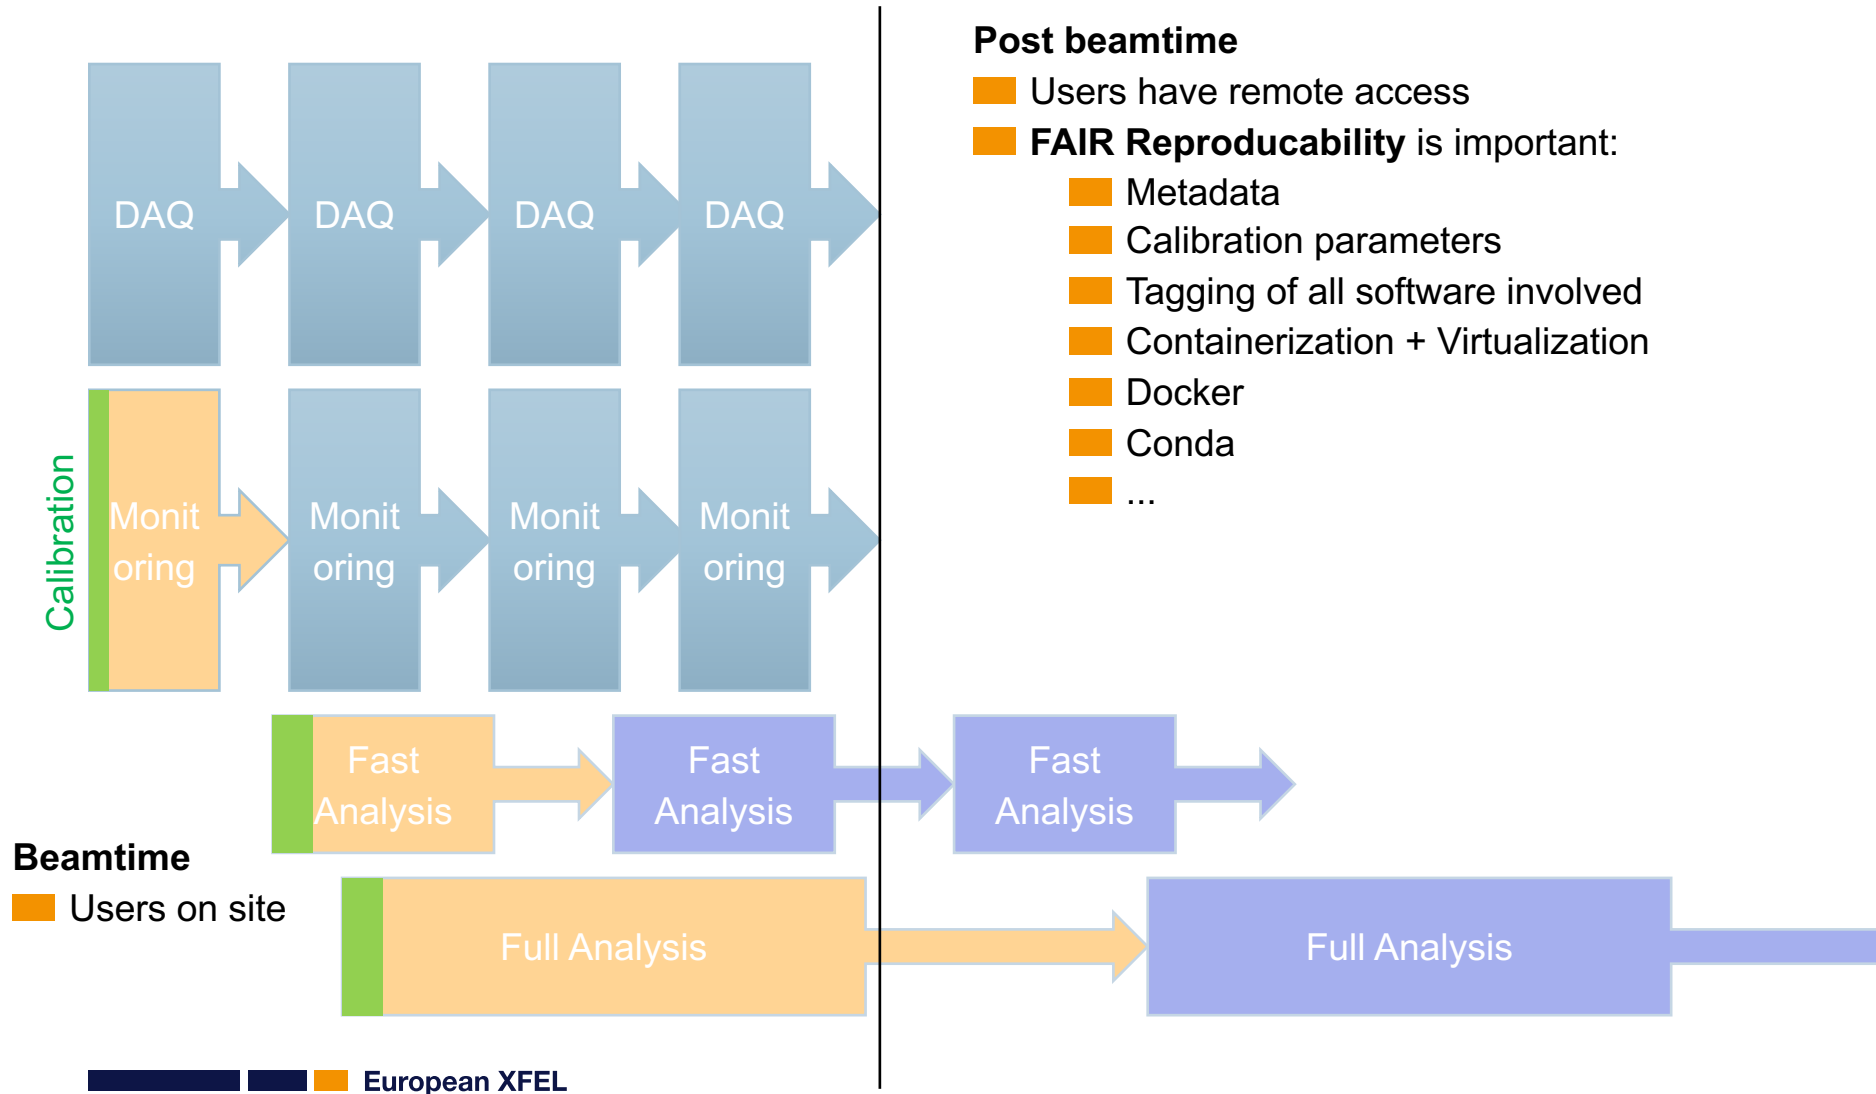 Post beamtime
Users have remote access
FAIR Reproducability is important:
Metadata
Calibration parameters
Tagging of all software involved
Containerization + Virtualization
Docker
Conda
...
DAQ DAQ DAQ DAQ
Calibration
Monit Monit Monit Monit
oring oring oring oring
Fast Fast Fast
Analysis Analysis Analysis
Beamtime
Users on site
Full Analysis Full Analysis
European XFEL